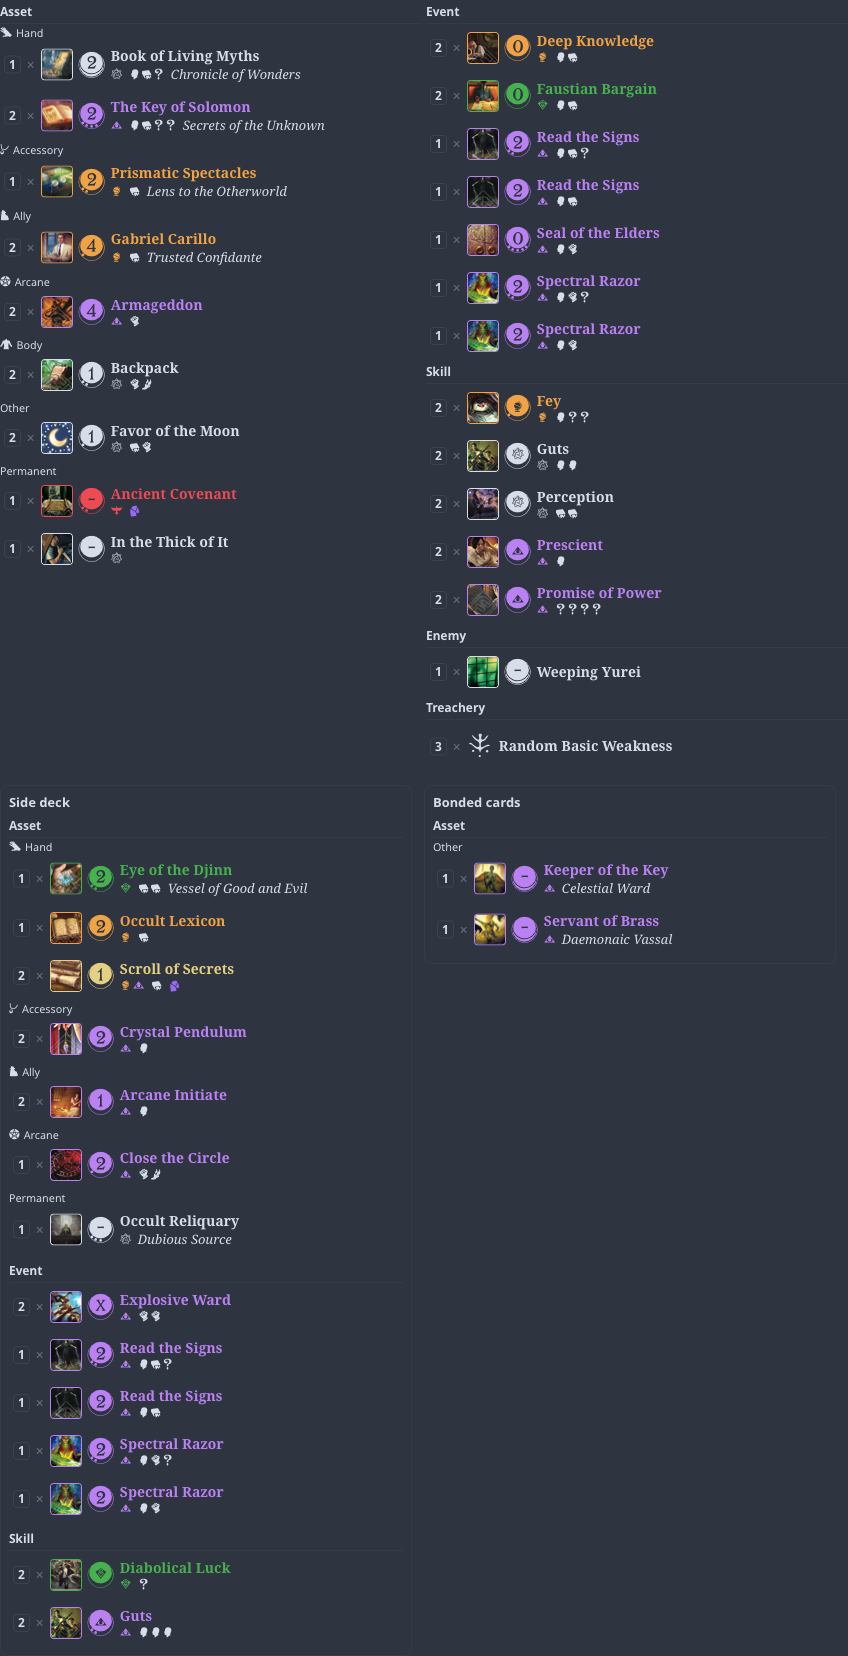 Asset
Hand
1 × 2 Book of Living Myths
Chronicle of Wonders
2 × 2 The Key of Solomon
Secrets of the Unknown
Accessory
1 × 2 Prismatic Spectacles
Lens to the Otherworld
Ally
2 × 4 Gabriel Carillo
Trusted Confidante
Arcane
2 × 4 Armageddon
Body
2 × 1 Backpack
Other
2 × 1 Favor of the Moon
Permanent
1 × - Ancient Covenant
1 × - In the Thick of It
Event
2 × 0 Deep Knowledge
2 × 0 Faustian Bargain
1 × 2 Read the Signs
1 × 2 Read the Signs
1 × 0 Seal of the Elders
1 × 2 Spectral Razor
1 × 2 Spectral Razor
Skill
2 × Fey
2 × Guts
2 × Perception
2 × Prescient
2 × Promise of Power
Enemy
1 × - Weeping Yurei
Treachery
3 × Random Basic Weakness
Side deck
Asset
Hand
1 × 2 Eye of the Djinn
Vessel of Good and Evil
1 × 2 Occult Lexicon
2 × 1 Scroll of Secrets
Accessory
2 × 2 Crystal Pendulum
Ally
2 × 1 Arcane Initiate
Arcane
1 × 2 Close the Circle
Permanent
1 × - Occult Reliquary
Dubious Source
Event
2 × X Explosive Ward
1 × 2 Read the Signs
1 × 2 Read the Signs
1 × 2 Spectral Razor
1 × 2 Spectral Razor
Skill
2 × Diabolical Luck
2 × Guts
Bonded cards
Asset
Other
1 × - Keeper of the Key
Celestial Ward
1 × - Servant of Brass
Daemonaic Vassal